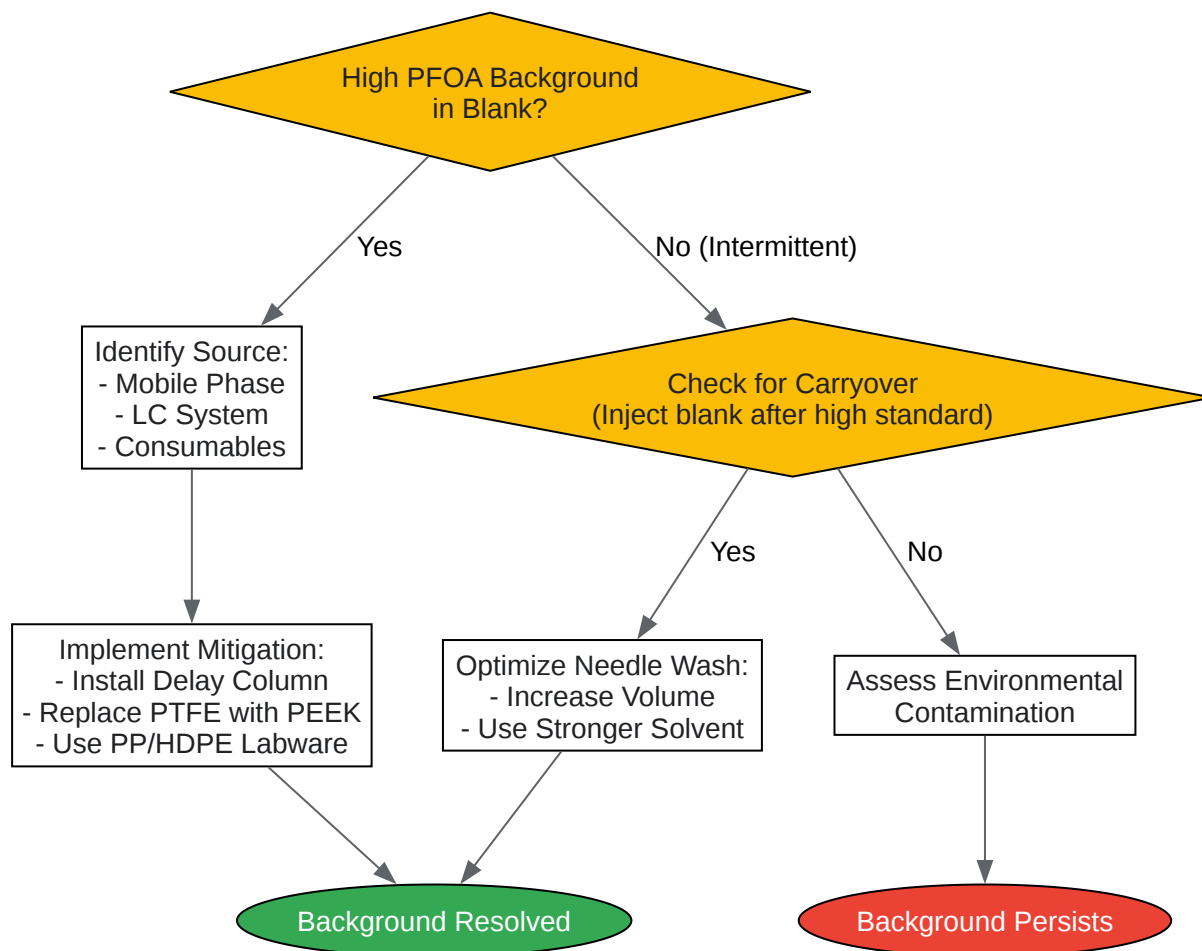 High PFOA Background
in Blank?
Yes
No (Intermittent)
Identify Source:
- Mobile Phase
- LC System
- Consumables
Check for Carryover
(Inject blank after high standard)
Yes
No
Implement Mitigation:
- Install Delay Column
- Replace PTFE with PEEK
- Use PP/HDPE Labware
Optimize Needle Wash:
- Increase Volume
- Use Stronger Solvent
Assess Environmental
Contamination
Background Resolved
Background Persists